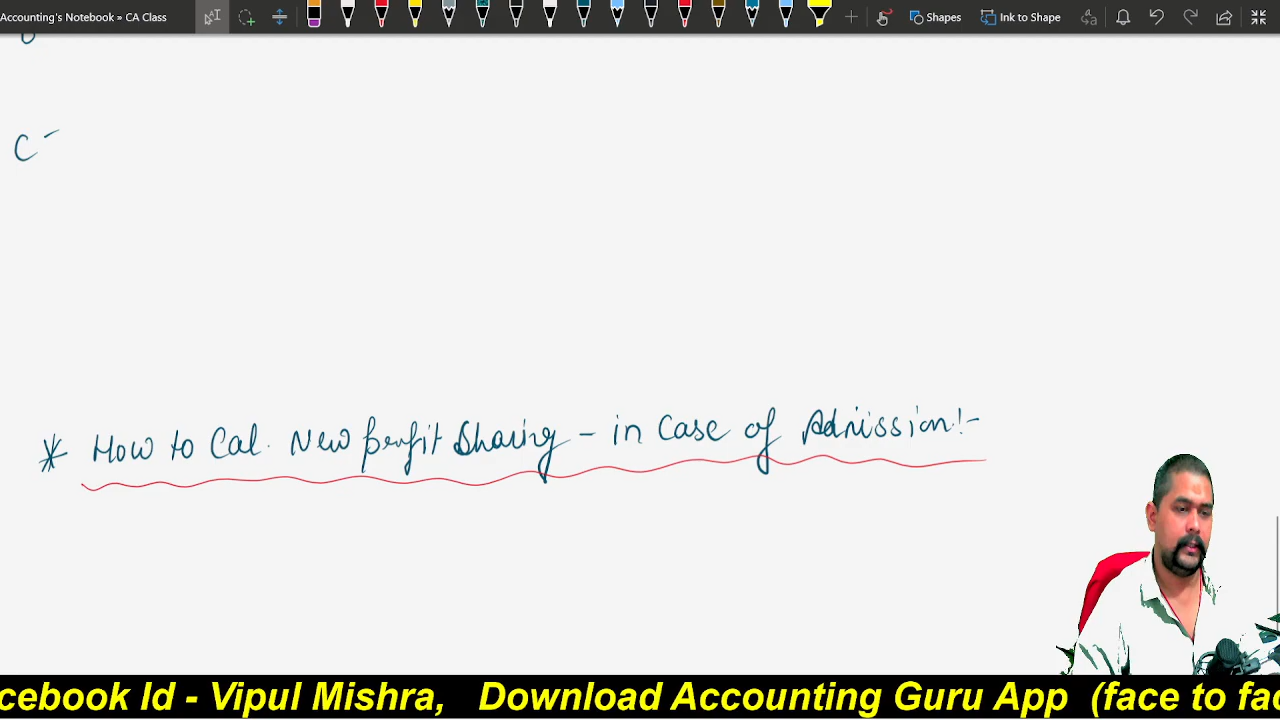 Accounting's Notebook » CA Class
Shapes
Ink to Shape
C -
* How to Cal. New profit Sharing - in Case of Admission:-
cebook Id - Vipul Mishra, Download Accounting Guru App (face to fac